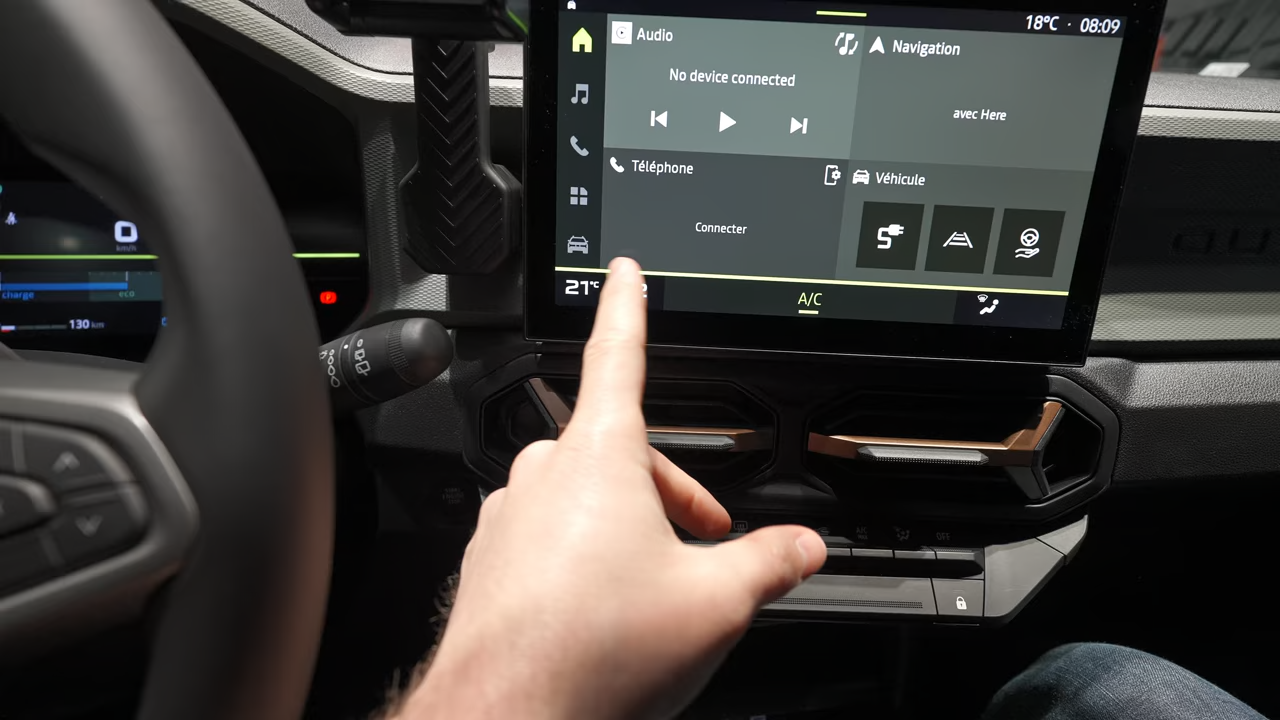 18°C · 08:09
Audio
No device connected
Navigation
avec Here
Téléphone
Connecter
Véhicule
21°C
A/C
km/h
charge
eco
130 km
A/C
OFF